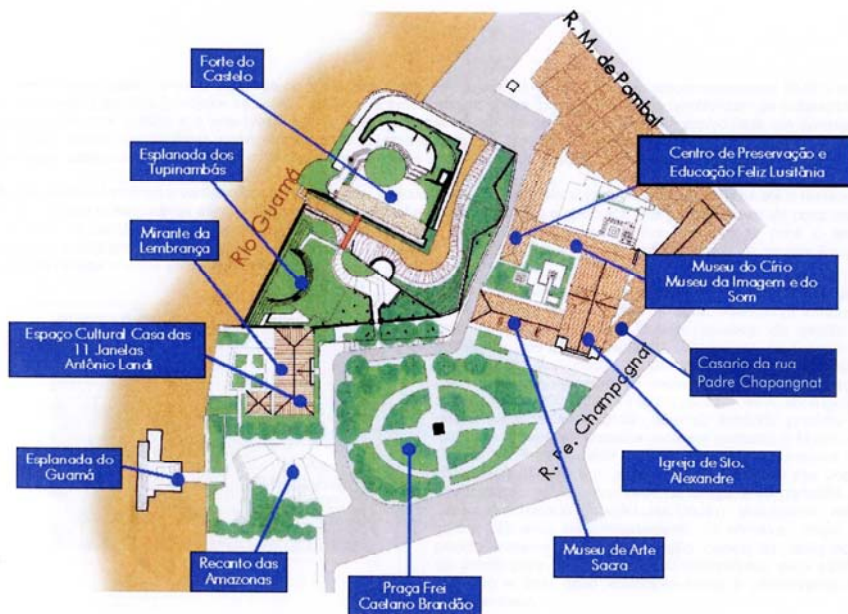 Forte do
Castelo
R. M. de Pombal
Esplanada dos
Tupinambás
Centro de Preservação e
Educação Feliz Lusitânia
Rio Guamá
Mirante da
Lembrança
Museu do Círio
Museu da Imagem e do
Som
Espaço Cultural Casa das
11 Janelas
Antônio Landi
Casario da rua
Padre Chapangnat
R. Pe. Champagnat
Esplanada do
Guamá
Igreja de Sto.
Alexandre
Recanto das
Amazonas
Museu de Arte
Sacra
Praça Frei
Caetano Brandão